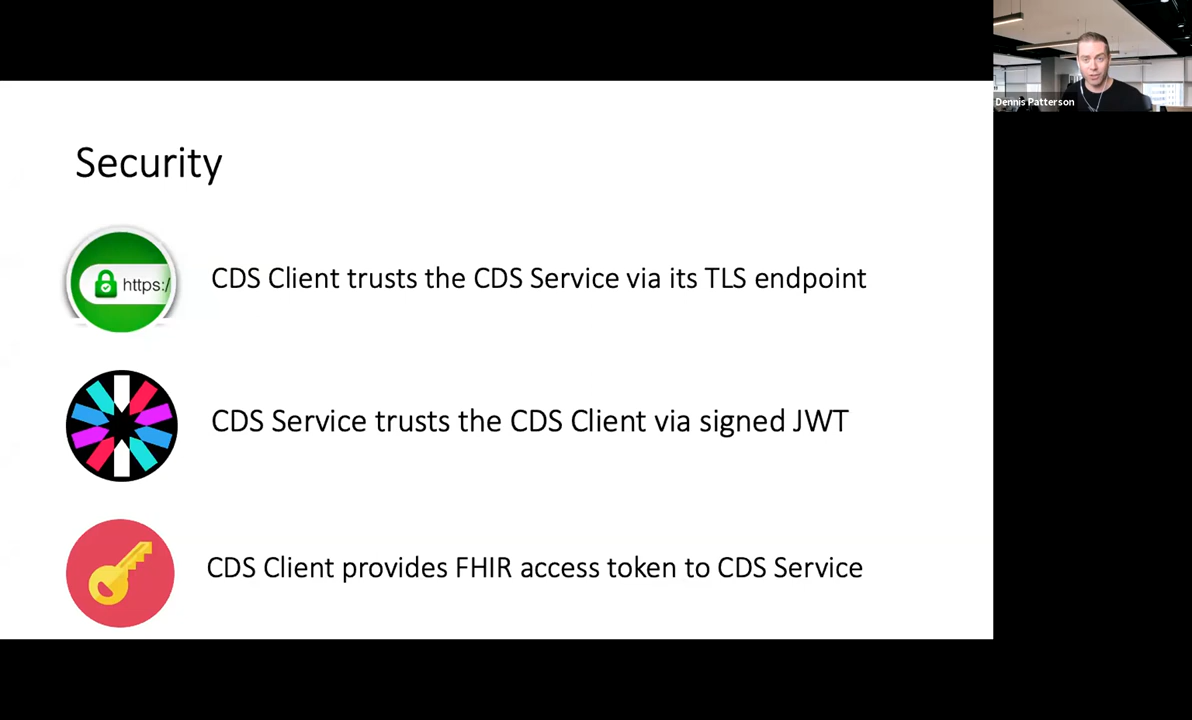 Dennis Patterson
Security
https:/
CDS Client trusts the CDS Service via its TLS endpoint
CDS Service trusts the CDS Client via signed JWT
CDS Client provides FHIR access token to CDS Service